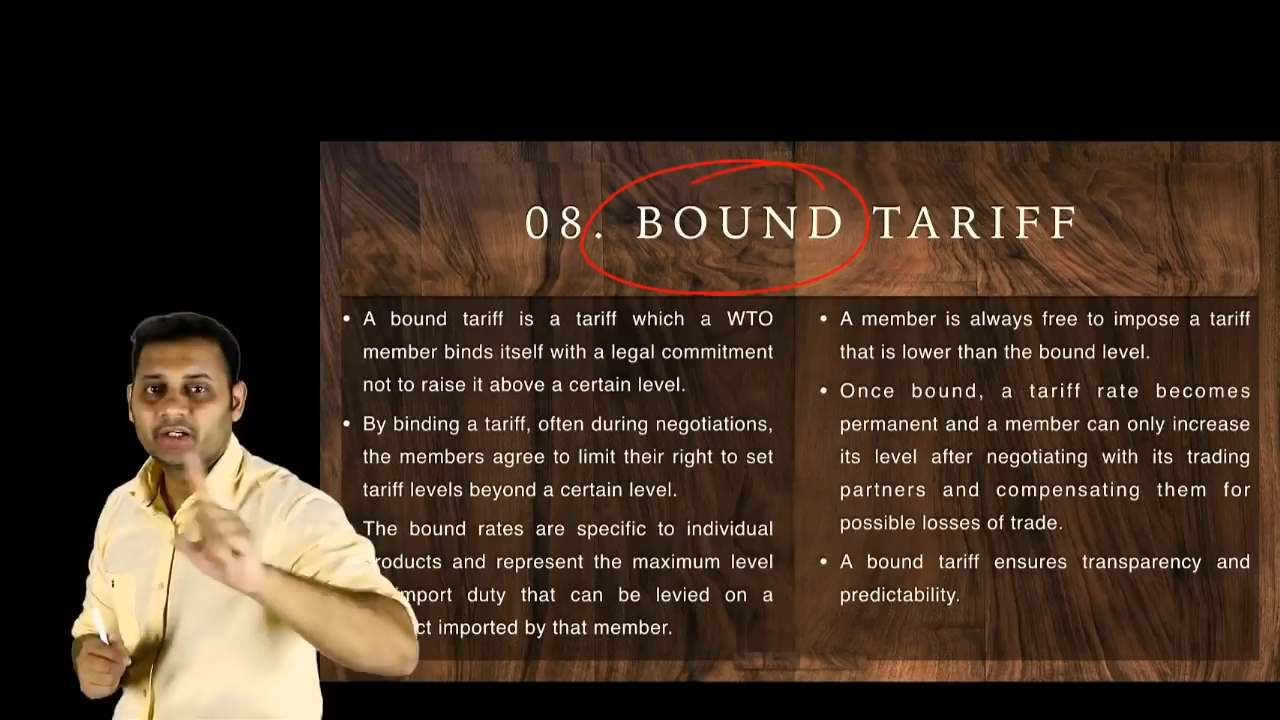 08. BOUND TARIFF
• A bound tariff is a tariff which a WTO
member binds itself with a legal commitment
not to raise it above a certain level.
• By binding a tariff, often during negotiations,
the members agree to limit their right to set
tariff levels beyond a certain level.
The bound rates are specific to individual
and represent the maximum level
duty that can be levied on a
imported by that member.
• A member is always free to impose a tariff
that is lower than the bound level.
• Once bound, a tariff rate becomes
permanent and a member can only increase
its level after negotiating with its trading
partners and compensating them for
possible losses of trade.
• A bound tariff ensures transparency and
predictability.